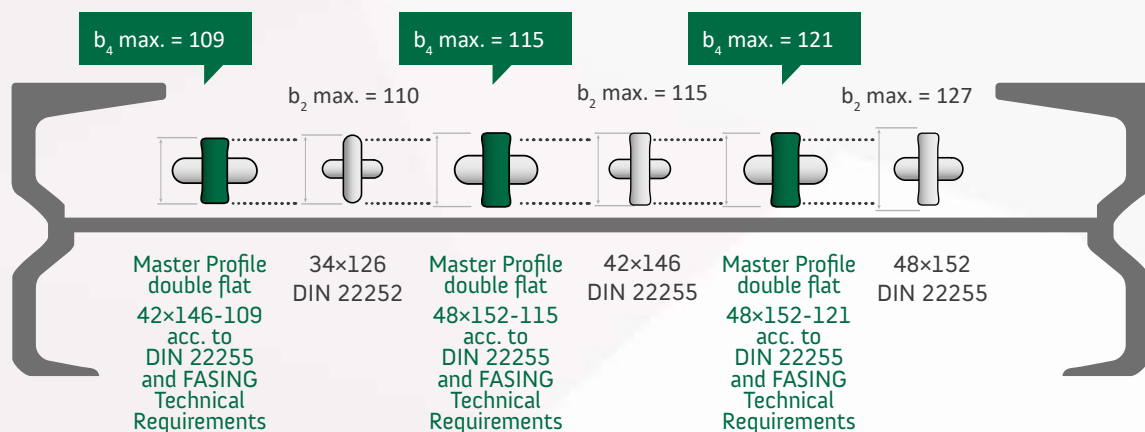 b4 max. = 109
b4 max. = 115
b4 max. = 121
b2 max. = 110
b2 max. = 115
b2 max. = 127
Master Profile
double flat
42×146-109
acc. to
DIN 22255
and FASING
Technical
Requirements
34×126
DIN 22252
Master Profile
double flat
48×152-115
acc. to
DIN 22255
and FASING
Technical
Requirements
42×146
DIN 22255
Master Profile
double flat
48×152-121
acc. to
DIN 22255
and FASING
Technical
Requirements
48×152
DIN 22255